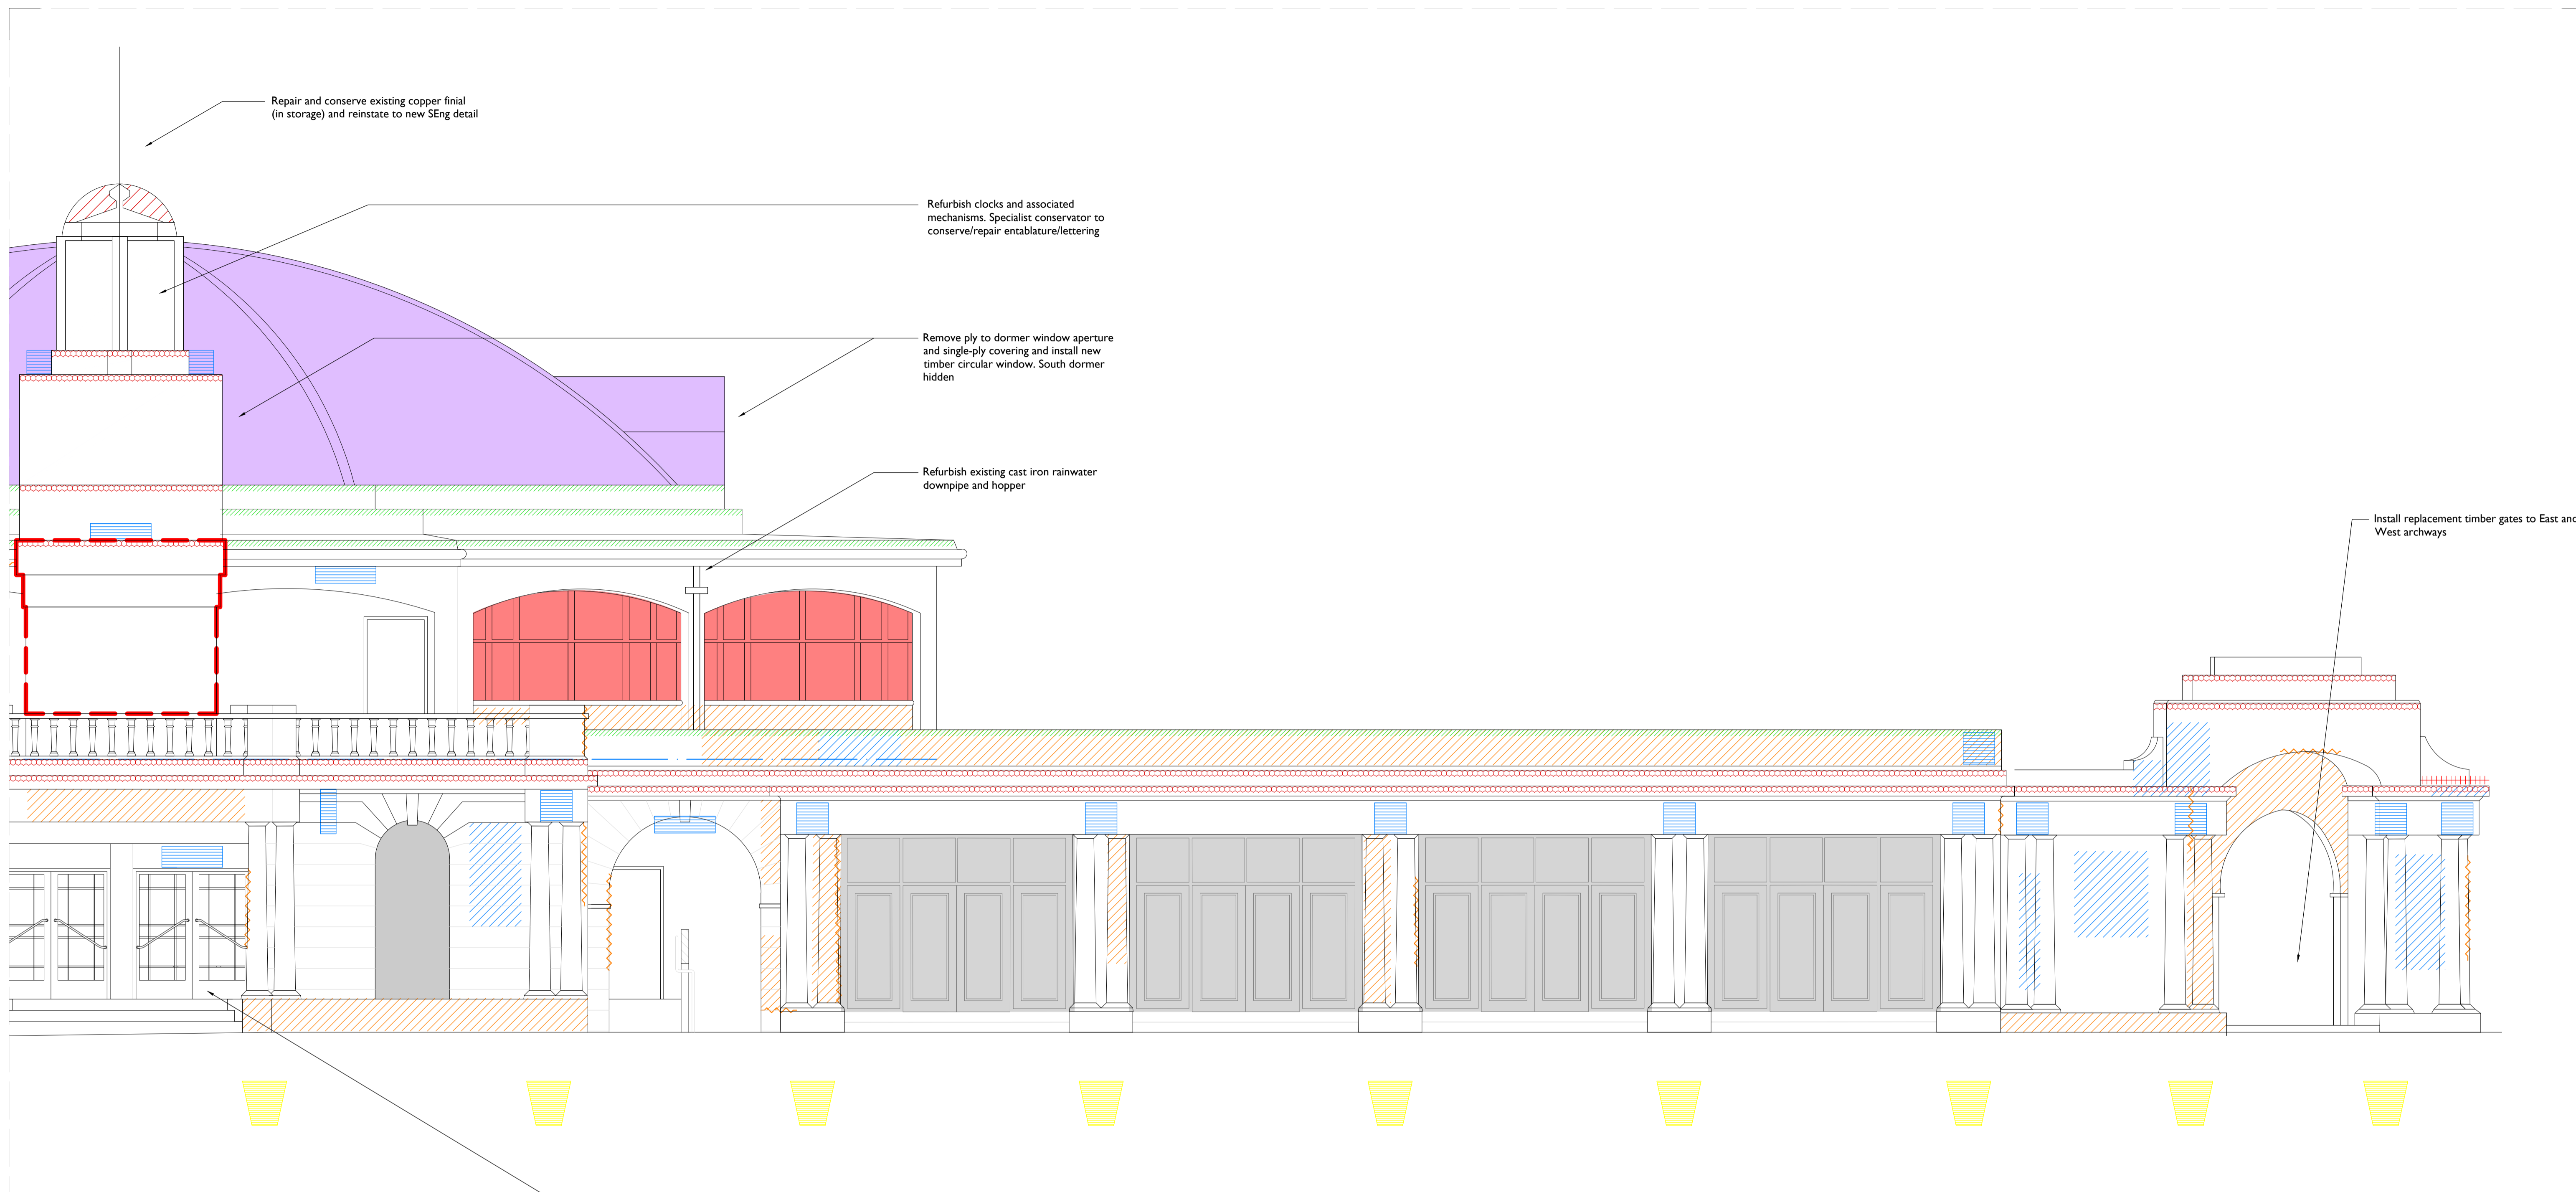 Repair and conserve existing copper finial
(in storage) and reinstate to new SEng detail
Refurbish clocks and associated
mechanisms. Specialist conservator to
conserve/repair entablature/lettering
Remove ply to dormer window aperture
and single-ply covering and install new
timber circular window. South dormer
hidden
Refurbish existing cast iron rainwater
downpipe and hopper
Install replacement timber gates to East and
West archways